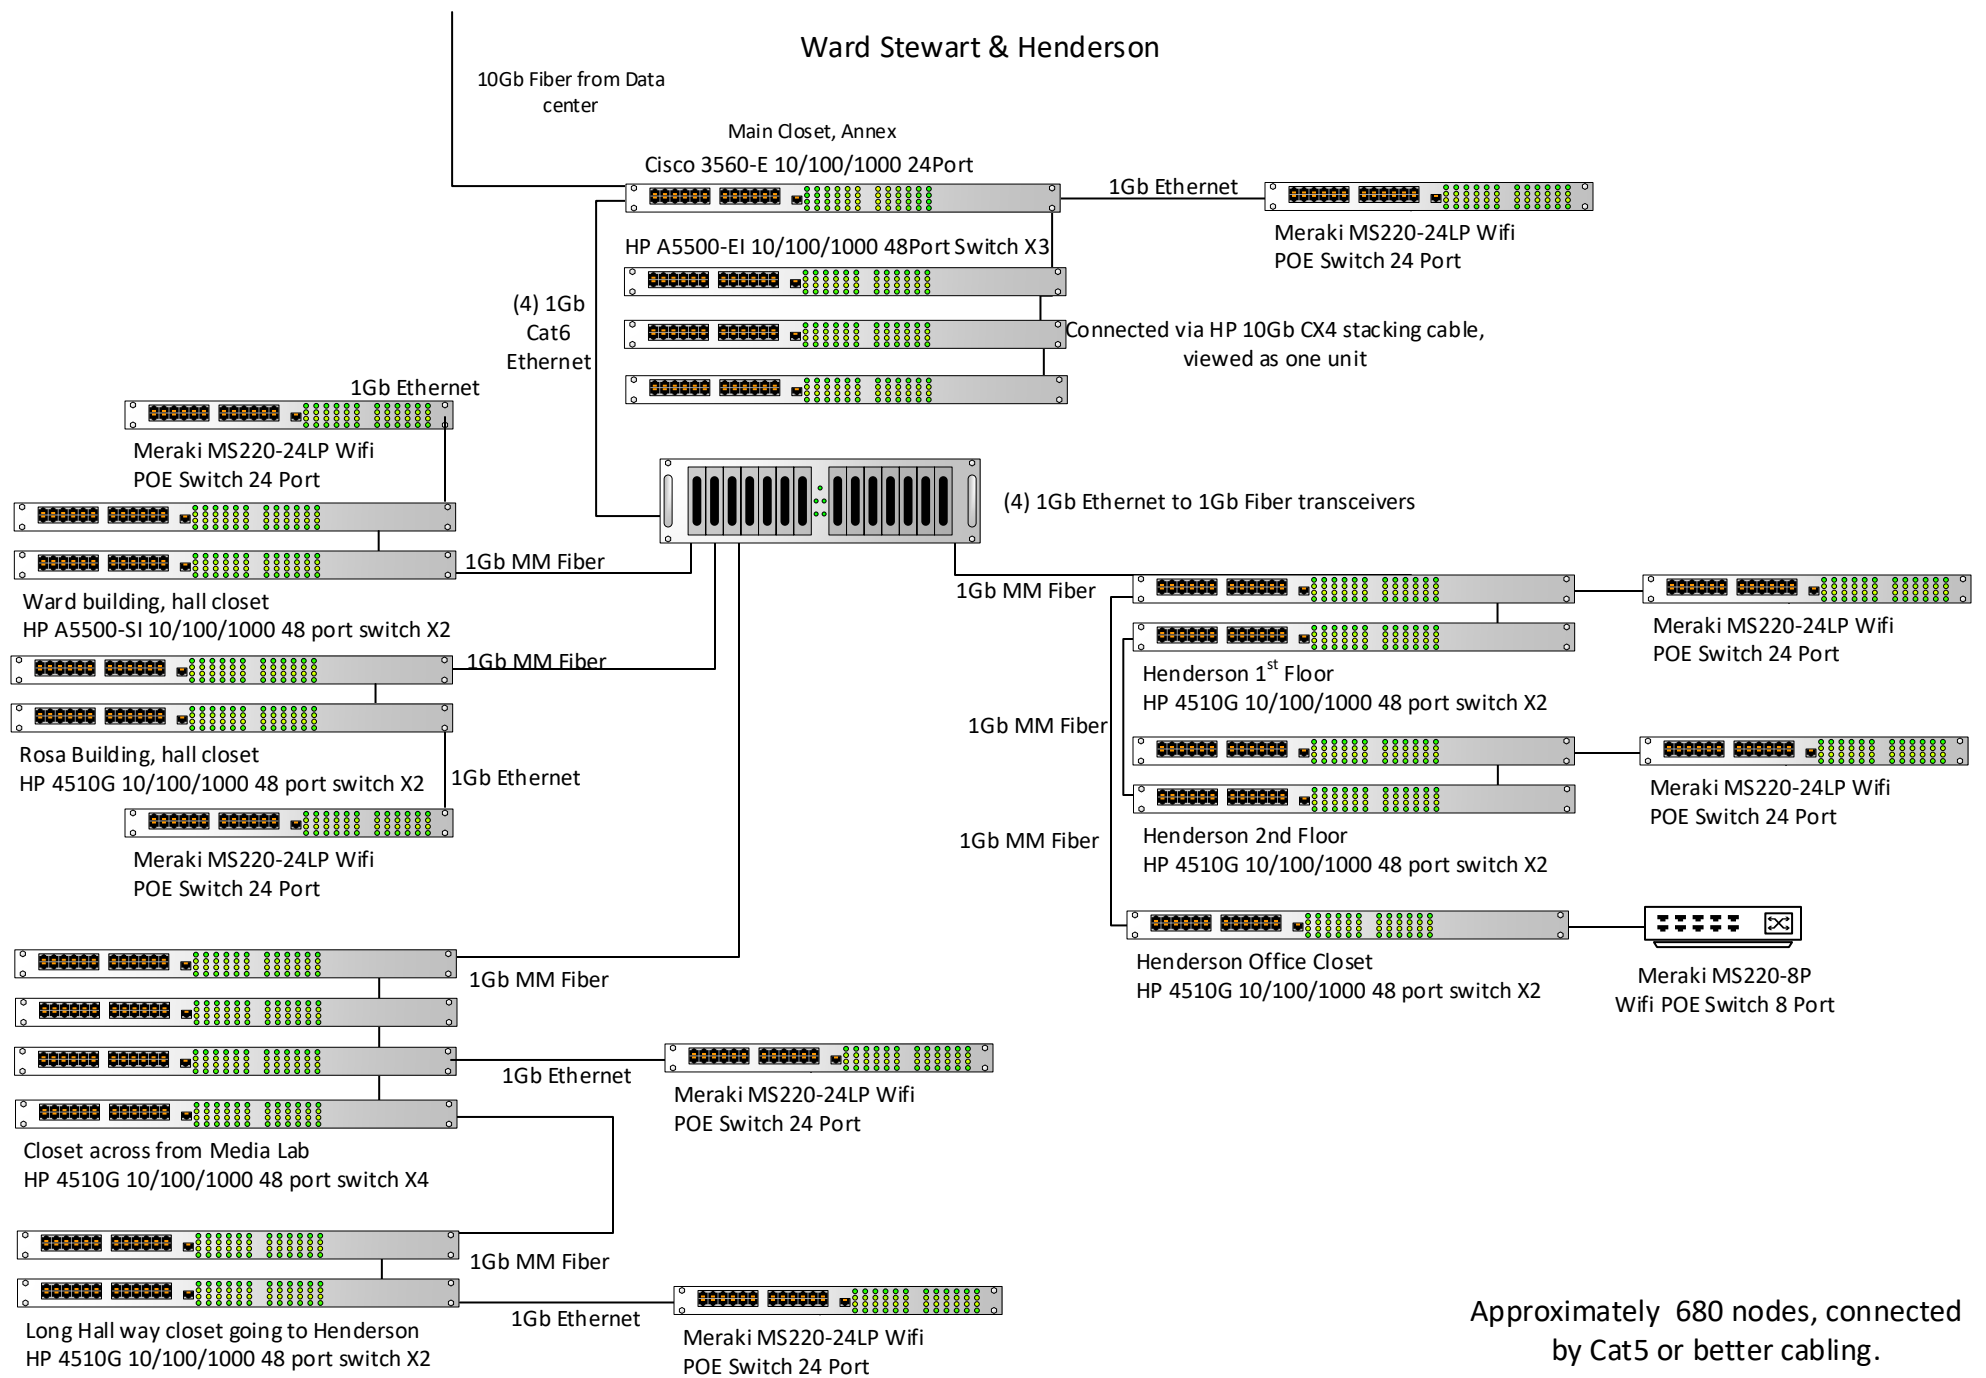 Ward Stewart & Henderson
10Gb Fiber from Data
center
Main Closet, Annex
Cisco 3560-E 10/100/1000 24Port
1Gb Ethernet
Meraki MS220-24LP Wifi
POE Switch 24 Port
HP A5500-EI 10/100/1000 48Port Switch X3
(4) 1Gb
Cat6
Ethernet
Connected via HP 10Gb CX4 stacking cable,
viewed as one unit
1Gb Ethernet
Meraki MS220-24LP Wifi
POE Switch 24 Port
(4) 1Gb Ethernet to 1Gb Fiber transceivers
1Gb MM Fiber
Ward building, hall closet
HP A5500-SI 10/100/1000 48 port switch X2
1Gb MM Fiber
Rosa Building, hall closet
HP 4510G 10/100/1000 48 port switch X2
1Gb Ethernet
Meraki MS220-24LP Wifi
POE Switch 24 Port
1Gb MM Fiber
Meraki MS220-24LP Wifi
POE Switch 24 Port
Henderson 1st Floor
HP 4510G 10/100/1000 48 port switch X2
1Gb MM Fiber
Meraki MS220-24LP Wifi
POE Switch 24 Port
Henderson 2nd Floor
HP 4510G 10/100/1000 48 port switch X2
1Gb MM Fiber
Henderson Office Closet
HP 4510G 10/100/1000 48 port switch X2
Meraki MS220-8P
Wifi POE Switch 8 Port
1Gb MM Fiber
1Gb Ethernet
Meraki MS220-24LP Wifi
POE Switch 24 Port
Closet across from Media Lab
HP 4510G 10/100/1000 48 port switch X4
1Gb MM Fiber
1Gb Ethernet
Meraki MS220-24LP Wifi
POE Switch 24 Port
Long Hall way closet going to Henderson
HP 4510G 10/100/1000 48 port switch X2
Approximately 680 nodes, connected
by Cat5 or better cabling.